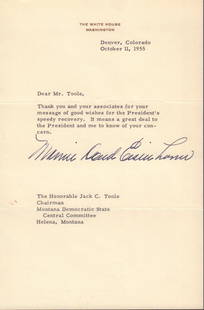 THE WHITE HOUSE
WASHINGTON
Denver, Colorado
October 11, 1955
Dear Mr. Toole,
Thank you and your associates for your
message of good wishes for the President's
speedy recovery. It means a great deal to
the President and me to know of your con-
cern.
Mamie Doud Eisenhower
The Honorable Jack C. Toole
Chairman
Montana Democratic State
Central Committee
Helena, Montana